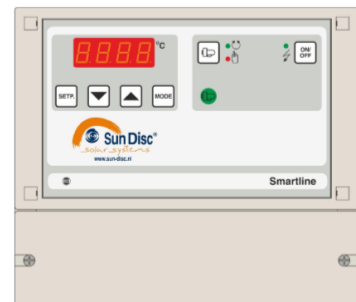 8888 °C
SETP. MODE
ON/
OFF
Sun Disc®
solar systems
www.sun-disc.nl
Smartline